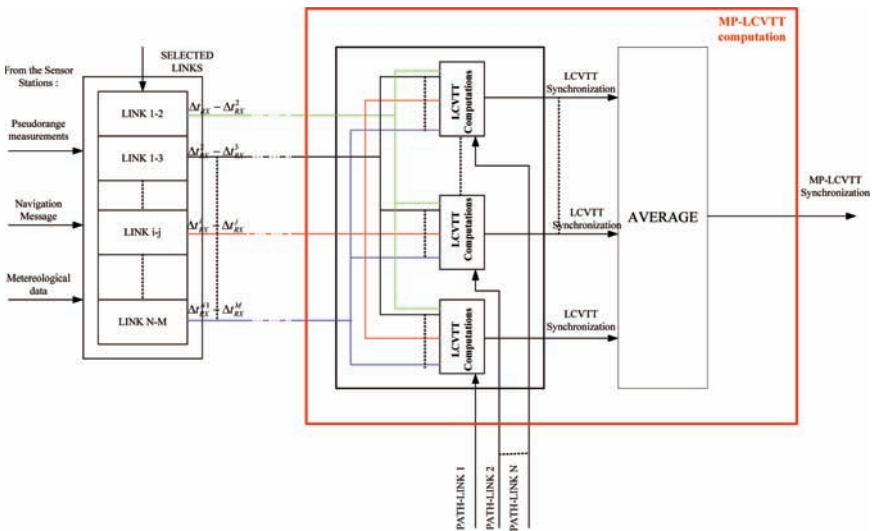 MP-LCVTT
computation
SELECTED
LINKS
From the Sensor
Stations :
Pseudorange
measurements
Navigation
Message
Metereological
data
LINK 1-2
LINK 1-3
LINK i-j
LINK N-M
LCVTT
Computations
LCVTT
Computations
LCVTT
Computations
LCVTT
Synchronization
LCVTT
Synchronization
LCVTT
Synchronization
AVERAGE
MP-LCVTT
Synchronization
PATH-LINK 1
PATH-LINK 2
PATH-LINK N